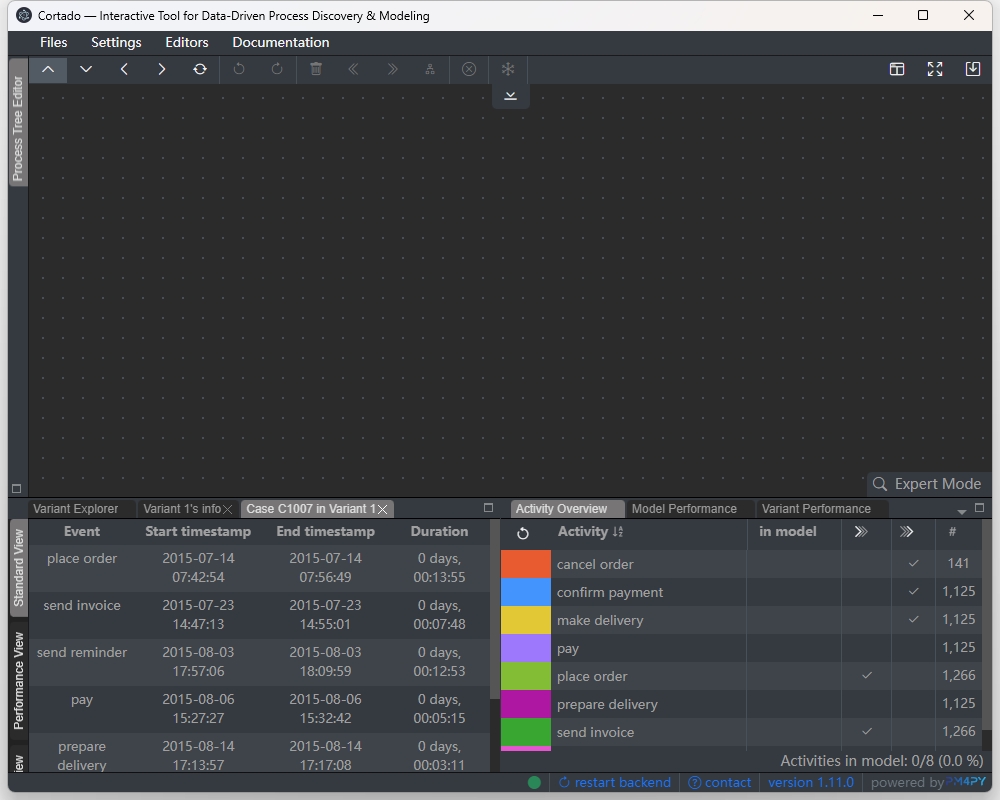 Cortado — Interactive Tool for Data-Driven Process Discovery & Modeling
Files Settings Editors Documentation
Process Tree Editor
Expert Mode
Variant Explorer Variant 1's info Case C1007 in Variant 1
Standard View
Performance View
iew
Event Start timestamp End timestamp Duration
place order 2015-07-14 07:42:54 2015-07-14 07:56:49 0 days, 00:13:55
send invoice 2015-07-23 14:47:13 2015-07-23 14:55:01 0 days, 00:07:48
send reminder 2015-08-03 17:57:06 2015-08-03 18:09:59 0 days, 00:12:53
pay 2015-08-06 15:27:27 2015-08-06 15:32:42 0 days, 00:05:15
prepare delivery 2015-08-14 17:13:57 2015-08-14 17:17:08 0 days, 00:03:11
Activity Overview Model Performance Variant Performance
Activity in model #
cancel order 141
confirm payment 1,125
make delivery 1,125
pay 1,125
place order 1,266
prepare delivery 1,125
send invoice 1,266
Activities in model: 0/8 (0.0 %)
restart backend contact version 1.11.0 powered by PM4PY